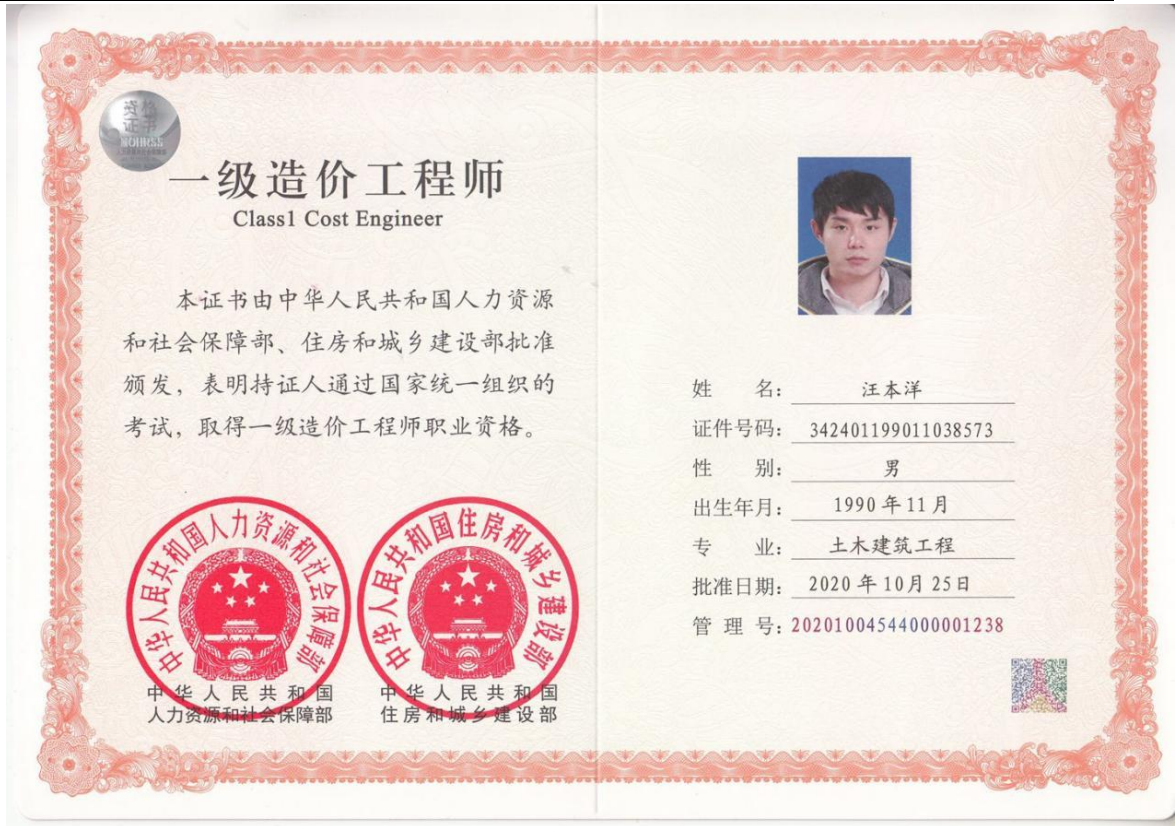 资格
证书
MOHRSS
一级造价工程师
Class1 Cost Engineer
本证书由中华人民共和国人力资源
和社会保障部、住房和城乡建设部批准
颁发，表明持证人通过国家统一组织的
考试，取得一级造价工程师职业资格。
中华人民共和国人力资源和社会保障部
中华人民共和国住房和城乡建设部
中华人民共和国
人力资源和社会保障部
中华人民共和国
住房和城乡建设部
姓 名： 汪本洋
证件号码： 342401199011038573
性 别： 男
出生年月： 1990年11月
专 业： 土木建筑工程
批准日期： 2020年10月25日
管 理 号： 20201004544000001238